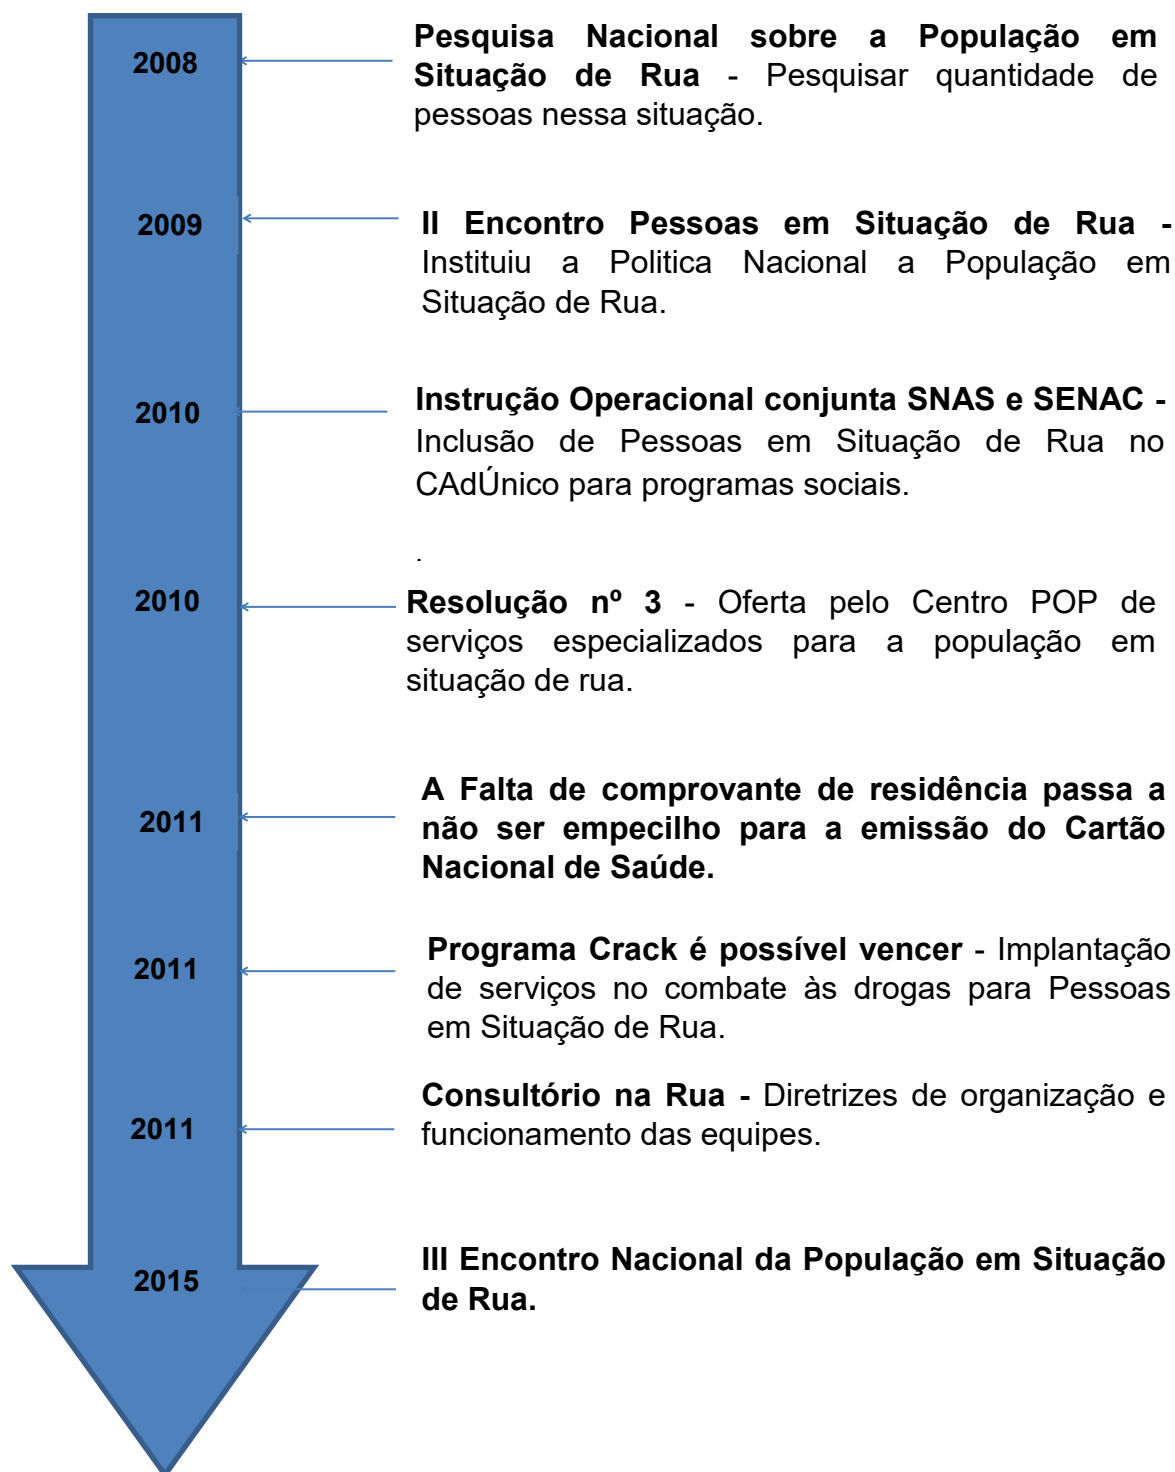 2008
Pesquisa Nacional sobre a População em
Situação de Rua - Pesquisar quantidade de
pessoas nessa situação.
2009
II Encontro Pessoas em Situação de Rua -
Instituiu a Politica Nacional a População em
Situação de Rua.
2010
Instrução Operacional conjunta SNAS e SENAC -
Inclusão de Pessoas em Situação de Rua no
CAdÚnico para programas sociais.
.
2010
Resolução nº 3 - Oferta pelo Centro POP de
serviços especializados para a população em
situação de rua.
2011
A Falta de comprovante de residência passa a
não ser empecilho para a emissão do Cartão
Nacional de Saúde.
2011
Programa Crack é possível vencer - Implantação
de serviços no combate às drogas para Pessoas
em Situação de Rua.
2011
Consultório na Rua - Diretrizes de organização e
funcionamento das equipes.
2015
III Encontro Nacional da População em Situação
de Rua.